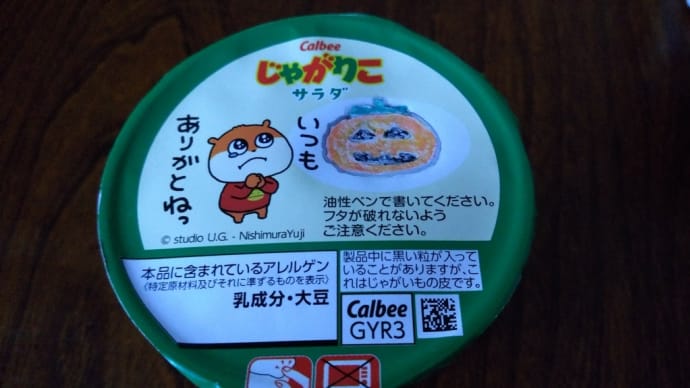 Calbee
じゃがりこ
サラダ
いつも
ありがとねっ
油性ペンで書いてください。
フタが破れないよう
ご注意ください。
© studio U.G. - NishimuraYuji
本品に含まれているアレルゲン
〈特定原材料及びそれに準ずるものを表示〉
乳成分・大豆
製品中に黒い粒が入って
いることがありますが、こ
れはじゃがいもの皮です。
Calbee
GYR3